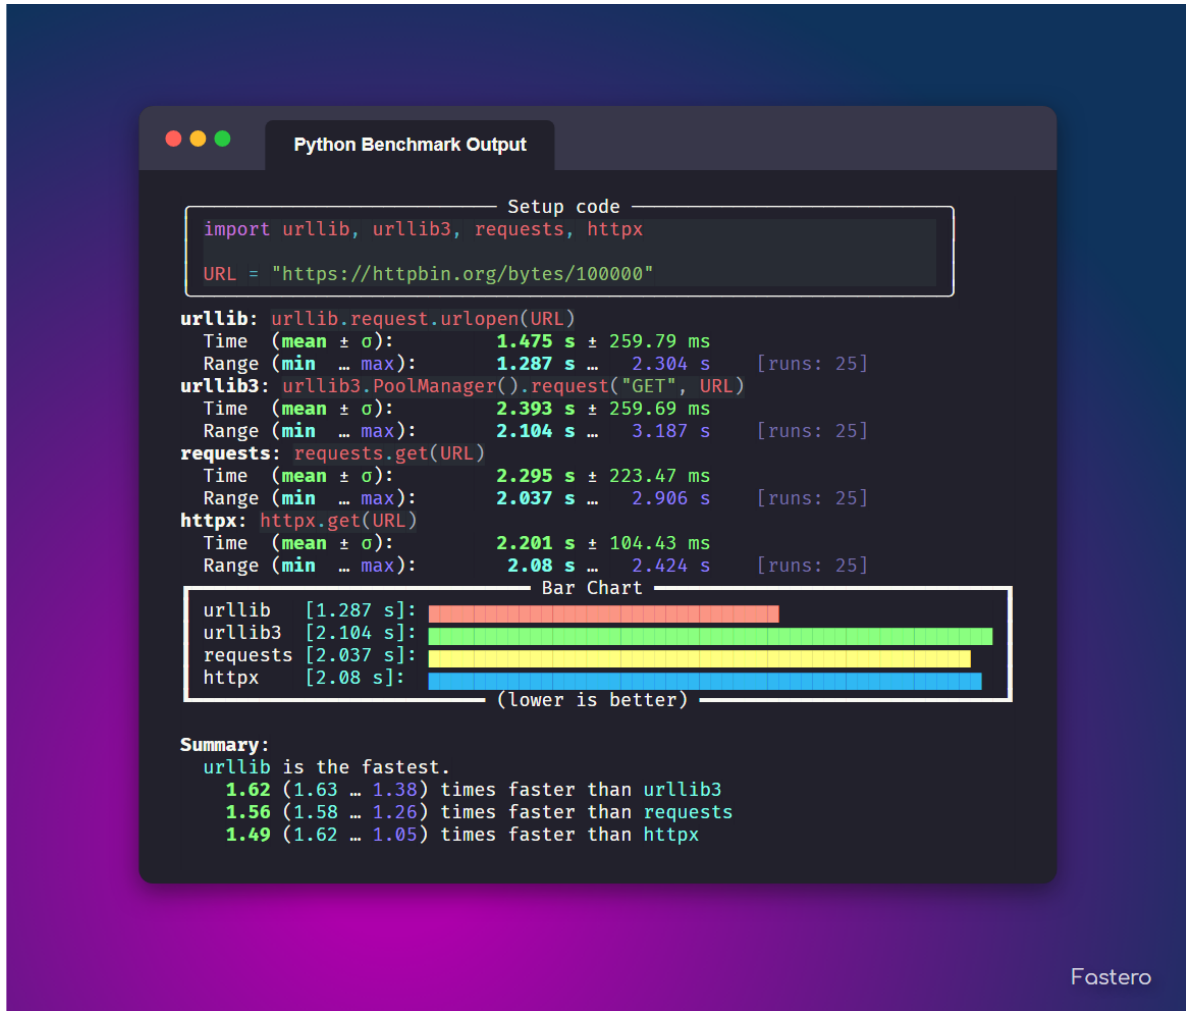 Python Benchmark Output
Setup code
import urllib, urllib3, requests, httpx
URL = "https://httpbin.org/bytes/100000"
urllib: urllib.request.urlopen(URL)
Time (mean ± σ): 1.475 s ± 259.79 ms
Range (min … max): 1.287 s … 2.304 s [runs: 25]
urllib3: urllib3.PoolManager().request("GET", URL)
Time (mean ± σ): 2.393 s ± 259.69 ms
Range (min … max): 2.104 s … 3.187 s [runs: 25]
requests: requests.get(URL)
Time (mean ± σ): 2.295 s ± 223.47 ms
Range (min … max): 2.037 s … 2.906 s [runs: 25]
httpx: httpx.get(URL)
Time (mean ± σ): 2.201 s ± 104.43 ms
Range (min … max): 2.08 s … 2.424 s [runs: 25]
Bar Chart
urllib [1.287 s]:
urllib3 [2.104 s]:
requests [2.037 s]:
httpx [2.08 s]:
(lower is better)
Summary:
urllib is the fastest.
1.62 (1.63 … 1.38) times faster than urllib3
1.56 (1.58 … 1.26) times faster than requests
1.49 (1.62 … 1.05) times faster than httpx
Fastero